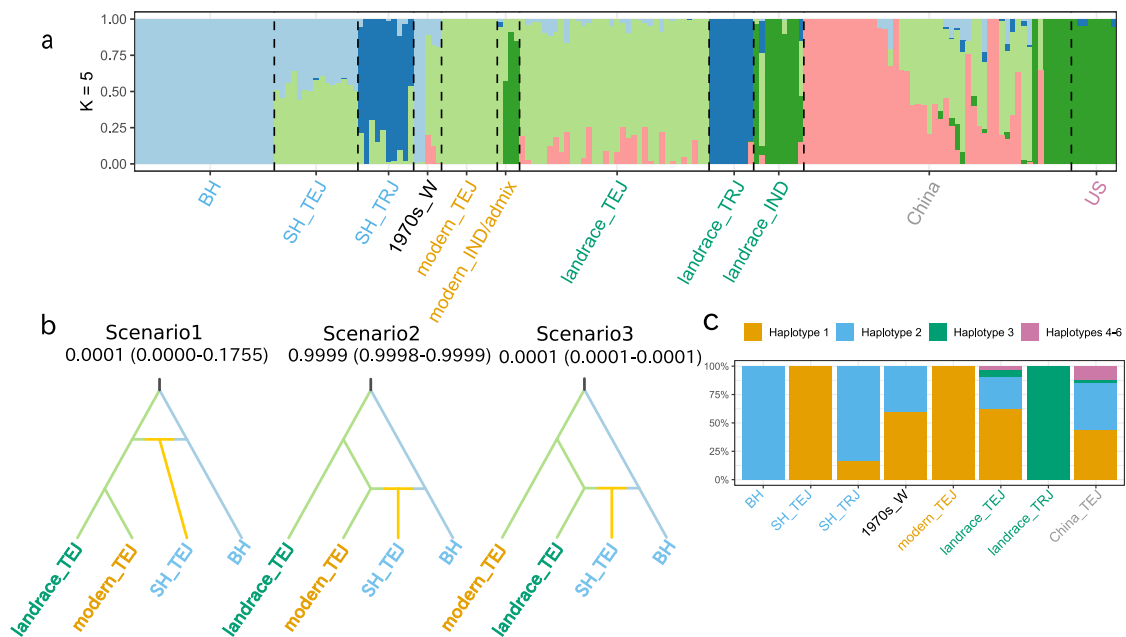 a
K = 5
1.00
0.75
0.50
0.25
0.00
BH
SH_TEJ
SH_TRJ
1970s_W
modern_TEJ
modern_IND/admix
landrace_TEJ
landrace_TRJ
landrace_IND
China
US
b
Scenario1
0.0001 (0.0000-0.1755)
landrace_TEJ
modern_TEJ
SH_TEJ
BH
Scenario2
0.9999 (0.9998-0.9999)
landrace_TEJ
modern_TEJ
SH_TEJ
BH
Scenario3
0.0001 (0.0001-0.0001)
modern_TEJ
landrace_TEJ
SH_TEJ
BH
c
Haplotype 1
Haplotype 2
Haplotype 3
Haplotypes 4-6
100%
75%
50%
25%
0%
BH
SH_TEJ
SH_TRJ
1970s_W
modern_TEJ
landrace_TEJ
landrace_TRJ
China_TEJ